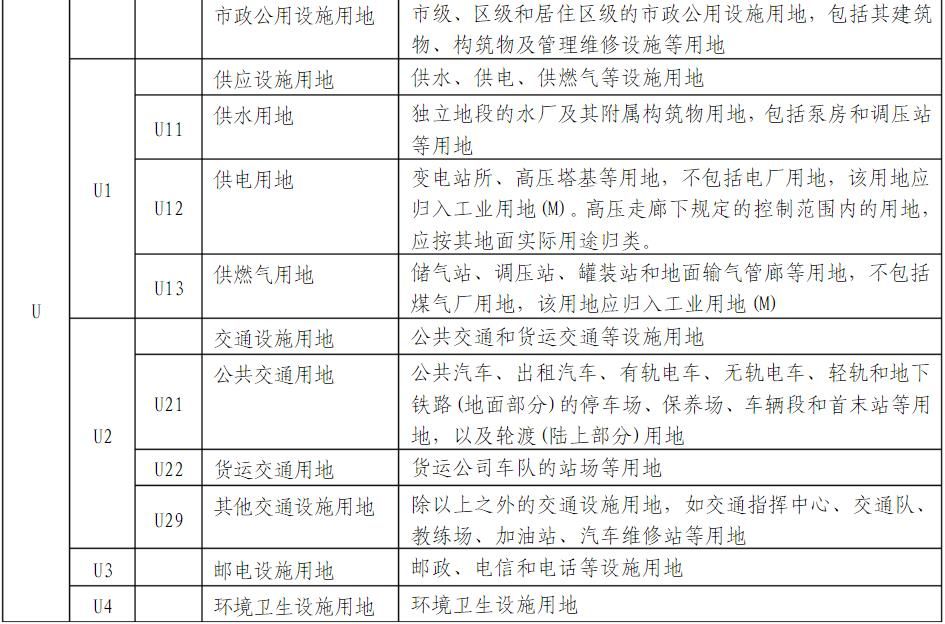 市政公用设施用地
市级、区级和居住区级的市政公用设施用地，包括其建筑
物、构筑物及管理维修设施等用地
供应设施用地
供水、供电、供燃气等设施用地
U11
供水用地
独立地段的水厂及其附属构筑物用地，包括泵房和调压站
等用地
U1
U12
供电用地
变电站所、高压塔基等用地，不包括电厂用地，该用地应
归入工业用地(M)。高压走廊下规定的控制范围内的用地，
应按其地面实际用途归类。
U13
供燃气用地
储气站、调压站、罐装站和地面输气管廊等用地，不包括
煤气厂用地，该用地应归入工业用地(M)
U
交通设施用地
公共交通和货运交通等设施用地
U21
公共交通用地
公共汽车、出租汽车、有轨电车、无轨电车、轻轨和地下
铁路(地面部分)的停车场、保养场、车辆段和首末站等用
地，以及轮渡(陆上部分)用地
U2
U22
货运交通用地
货运公司车队的站场等用地
U29
其他交通设施用地
除以上之外的交通设施用地，如交通指挥中心、交通队、
教练场、加油站、汽车维修站等用地
U3
邮电设施用地
邮政、电信和电话等设施用地
U4
环境卫生设施用地
环境卫生设施用地